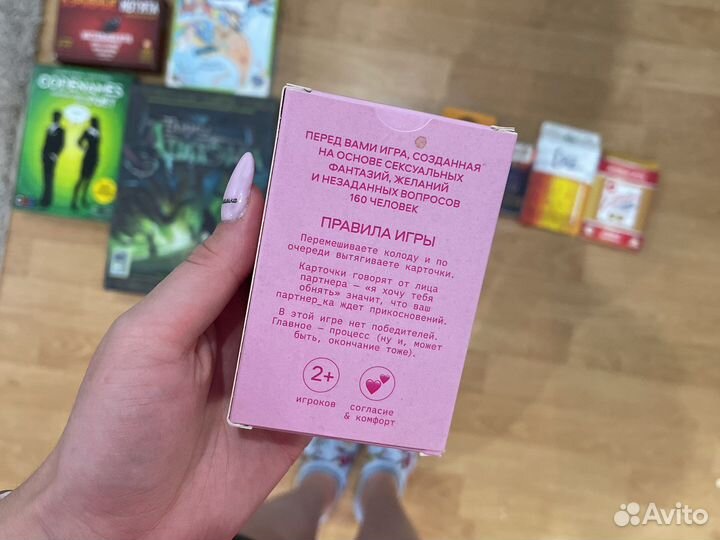 CODENAMES
ПЕРЕД ВАМИ ИГРА, СОЗДАННАЯ
НА ОСНОВЕ СЕКСУАЛЬНЫХ
ФАНТАЗИЙ, ЖЕЛАНИЙ
И НЕЗАДАННЫХ ВОПРОСОВ
160 ЧЕЛОВЕК
ПРАВИЛА ИГРЫ
Перемешиваете колоду и по
очереди вытягиваете карточки.
Карточки говорят от лица
партнера – «я хочу тебя
обнять» значит, что ваш
партнер_ка ждет прикосновений.
В этой игре нет победителей.
Главное – процесс (ну и, может
быть, окончание тоже).
2+
игроков
согласие
& комфорт
Avito